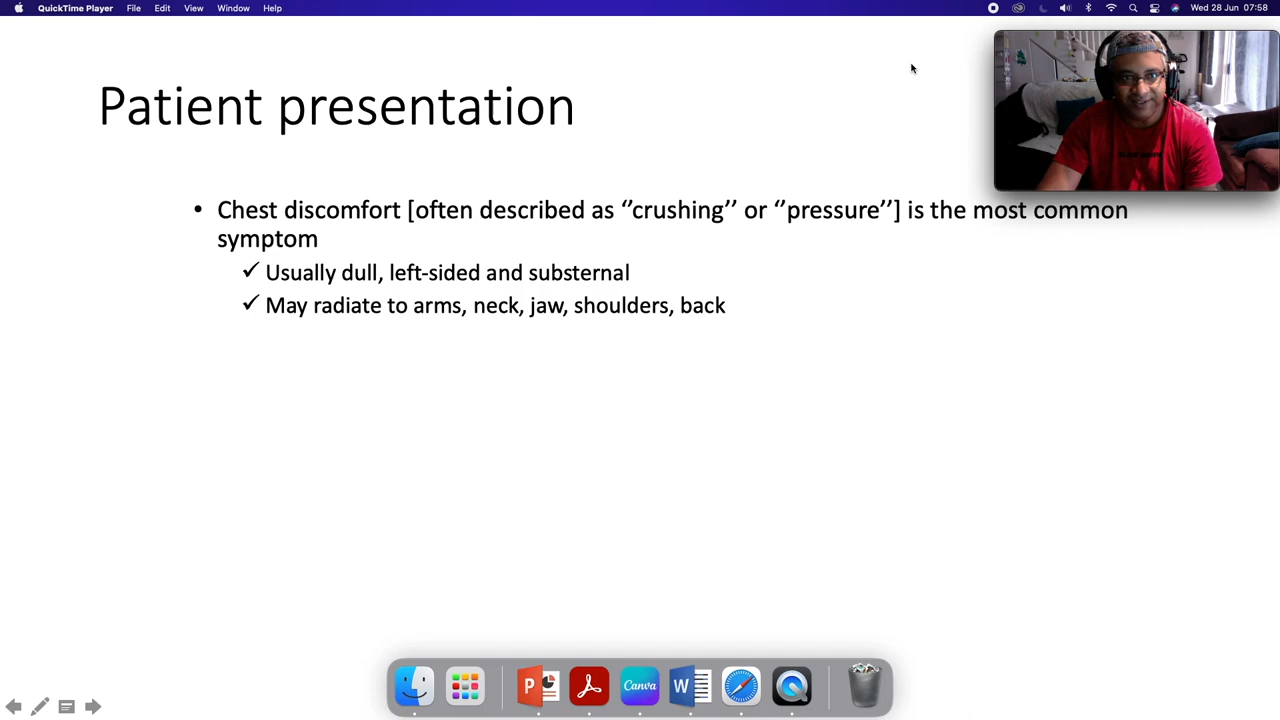 QuickTime Player File Edit View Window Help Wed 28 Jun 07:58
Patient presentation
• Chest discomfort [often described as ‘’crushing’’ or ‘’pressure’’] is the most common
symptom
✓ Usually dull, left-sided and substernal
✓ May radiate to arms, neck, jaw, shoulders, back
P Canva W